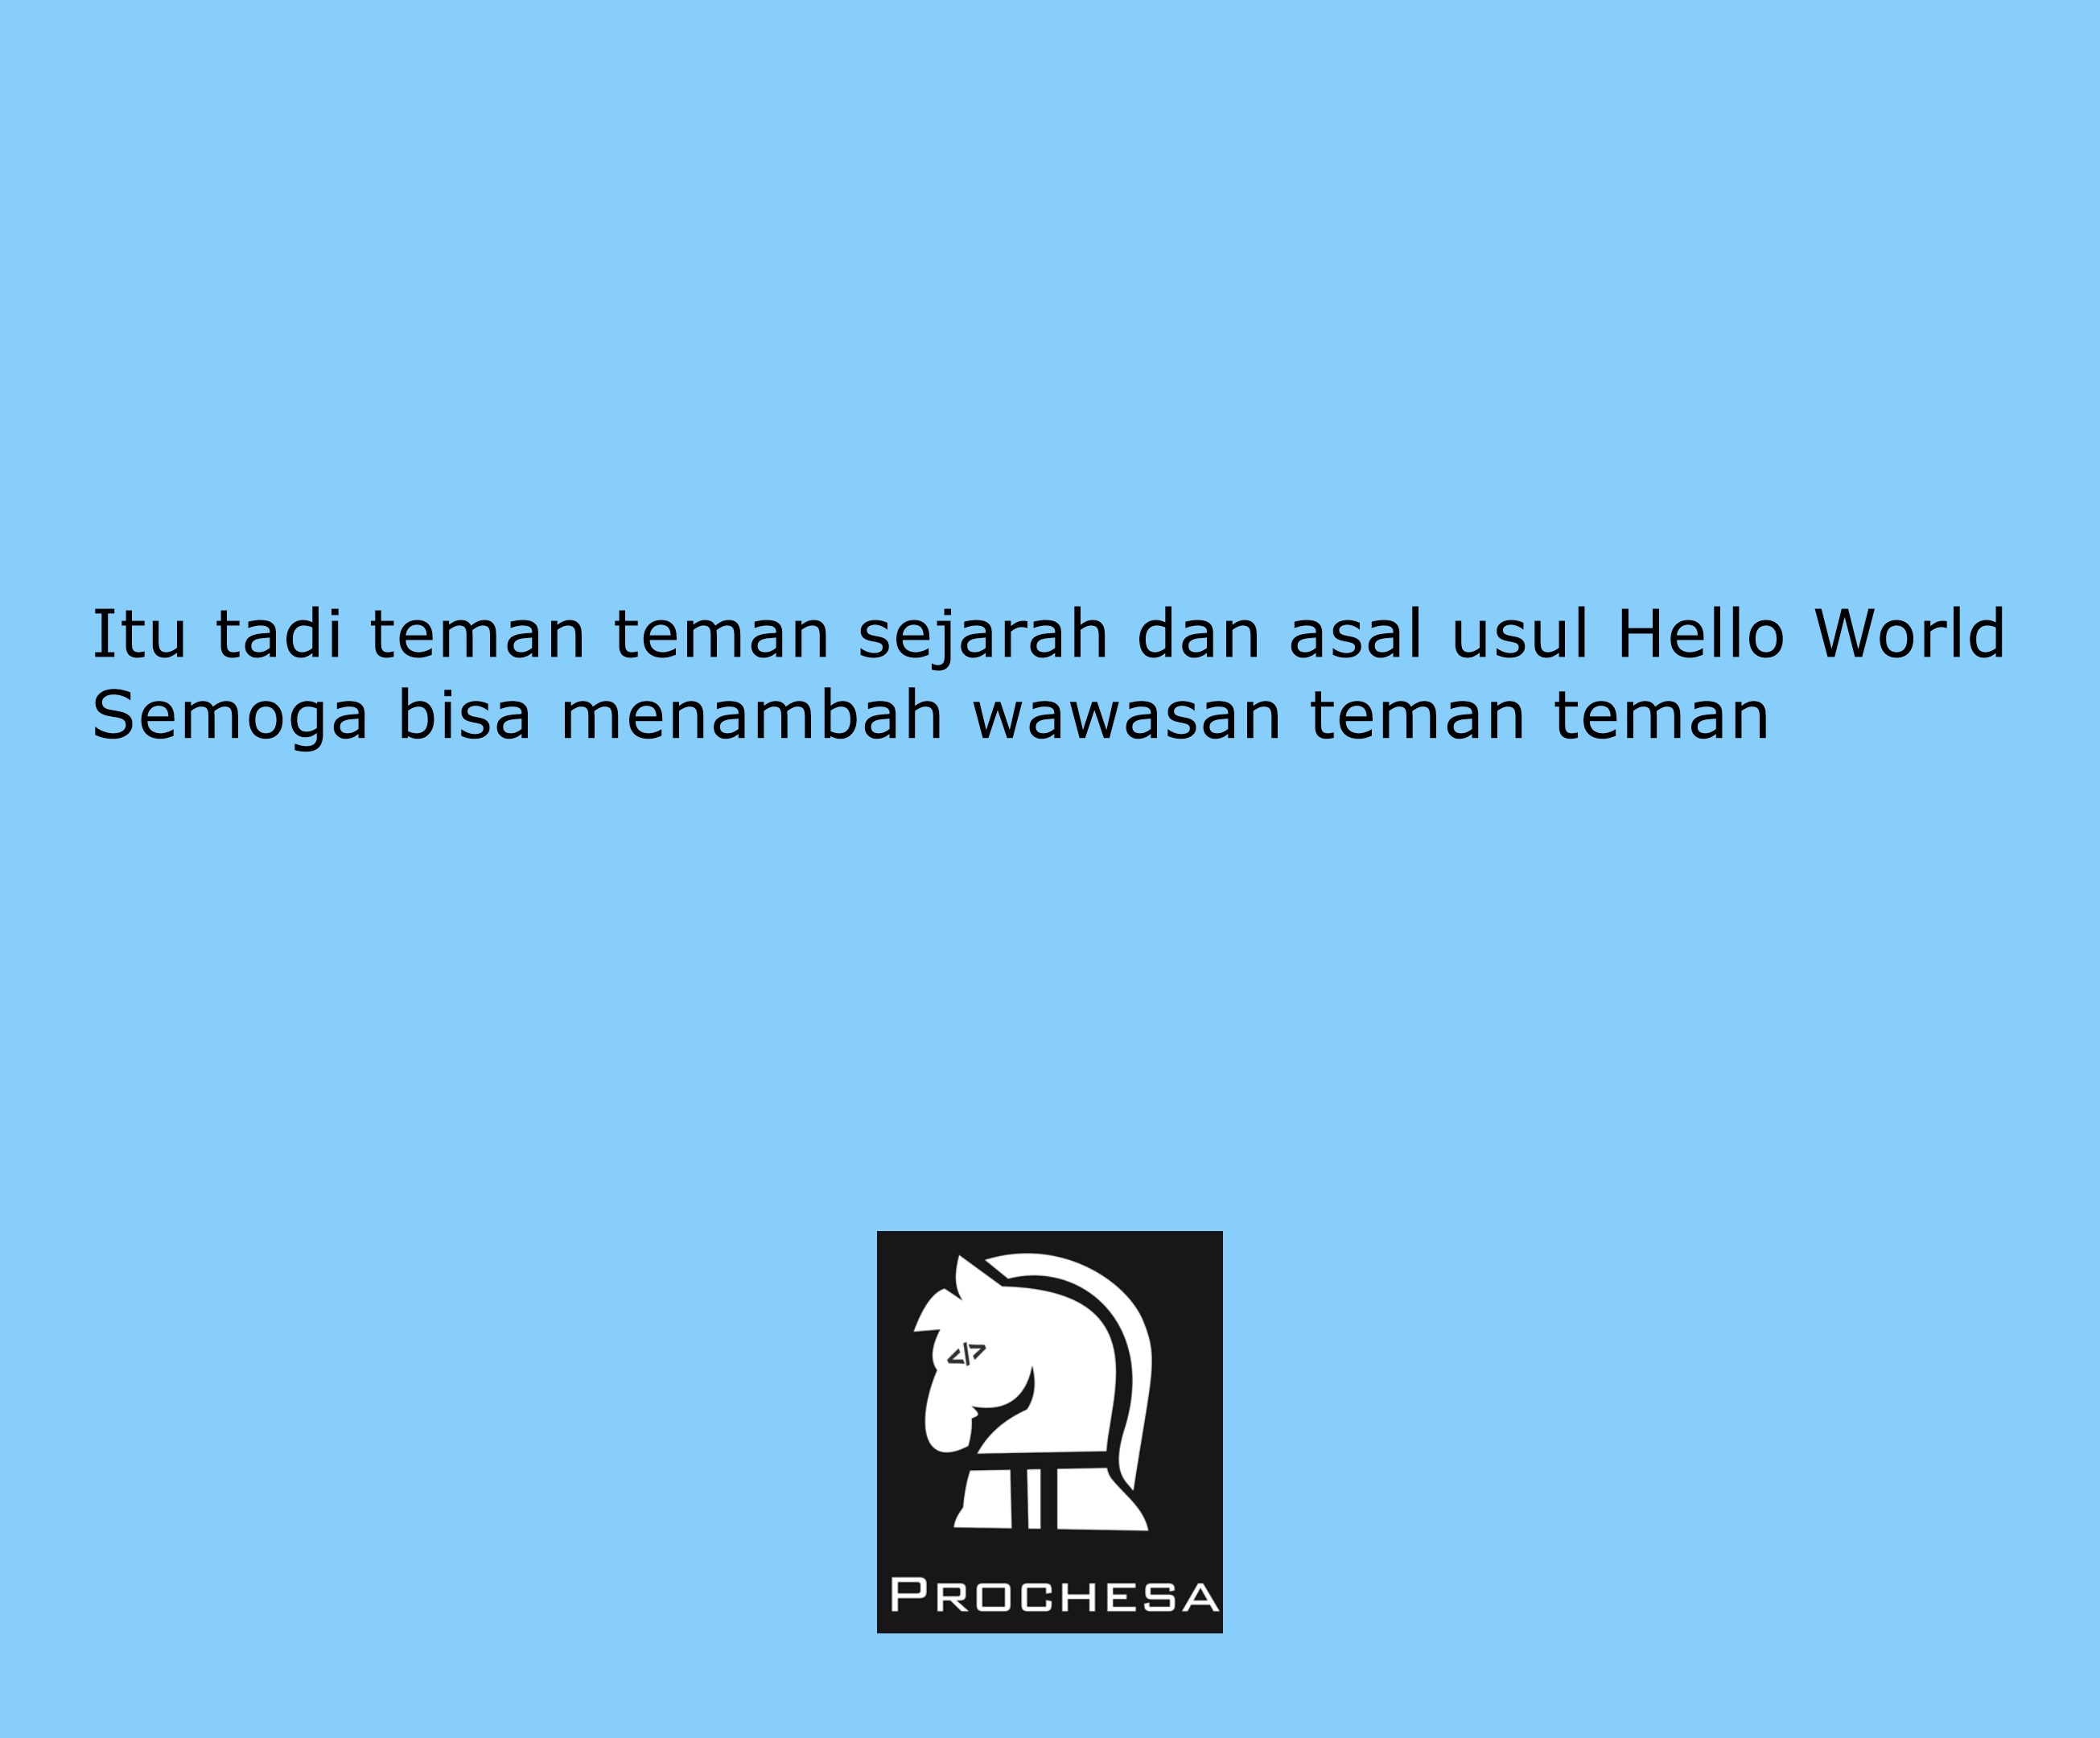 Itu tadi teman teman sejarah dan asal usul Hello World
Semoga bisa menambah wawasan teman teman
</>
PROCHESA